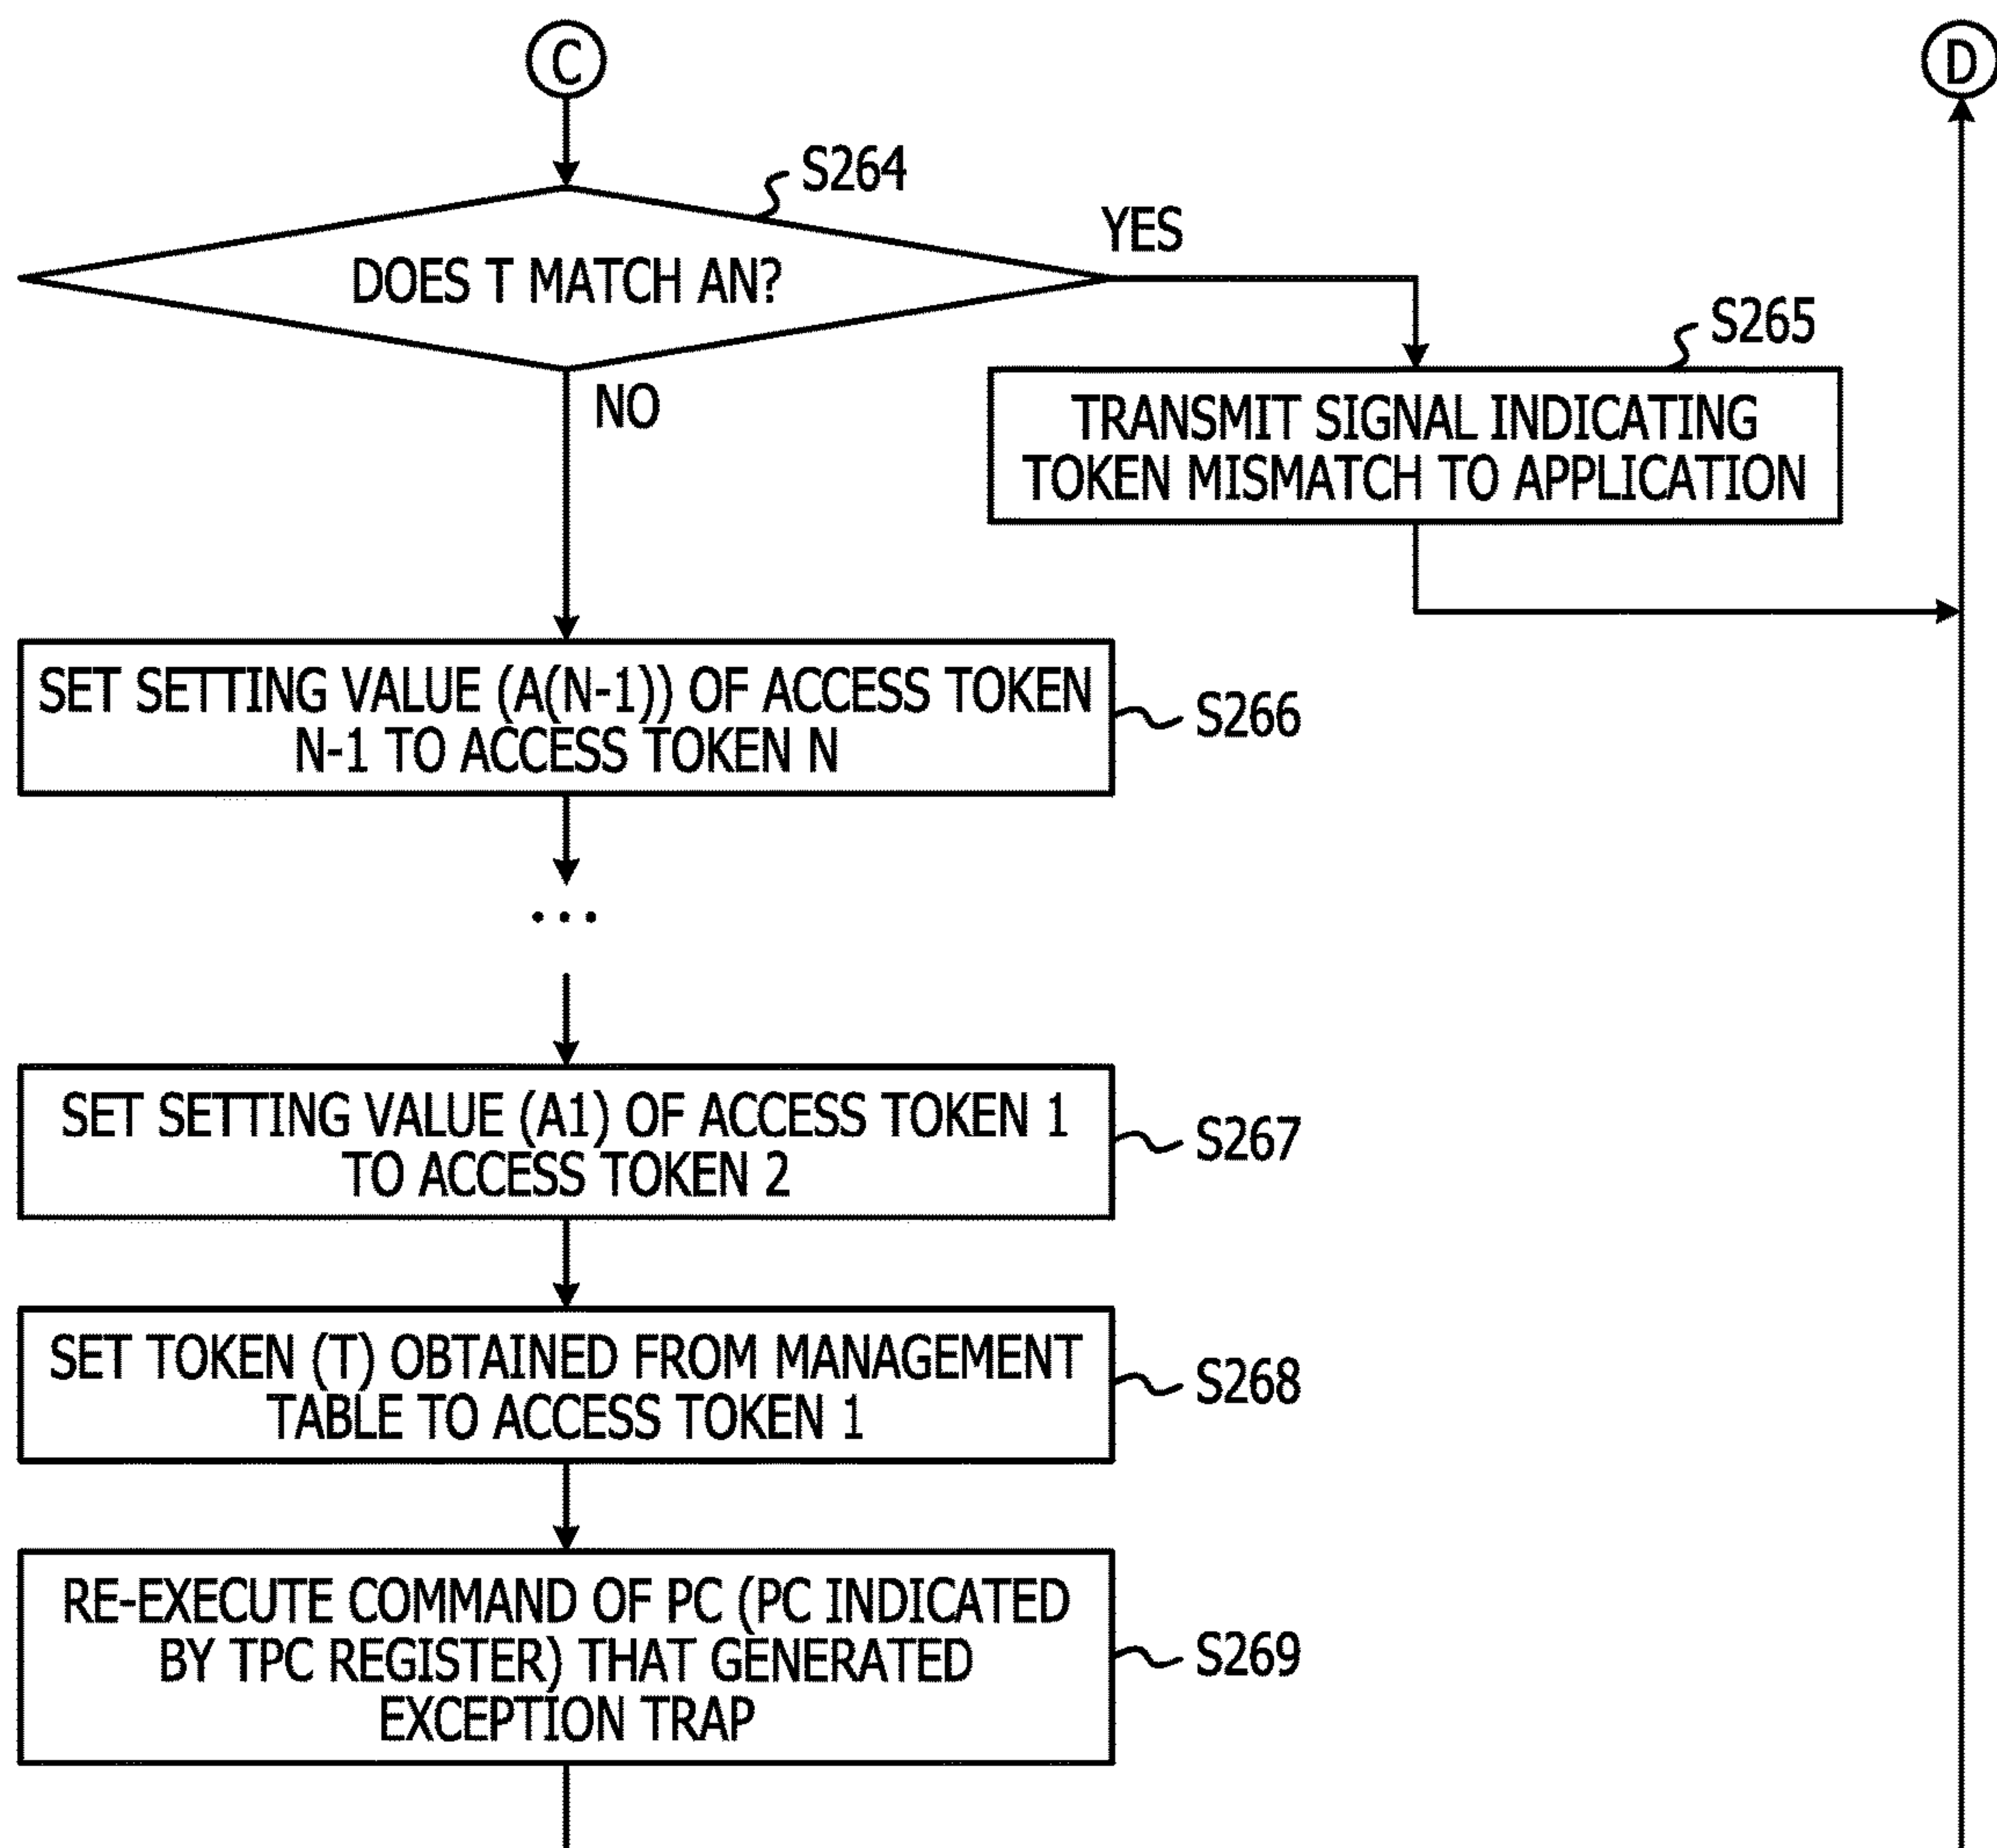 C
D
S264
YES
DOES T MATCH AN?
S265
NO
TRANSMIT SIGNAL INDICATING
TOKEN MISMATCH TO APPLICATION
SET SETTING VALUE (A(N-1)) OF ACCESS TOKEN
N-1 TO ACCESS TOKEN N
S266
...
SET SETTING VALUE (A1) OF ACCESS TOKEN 1
TO ACCESS TOKEN 2
S267
SET TOKEN (T) OBTAINED FROM MANAGEMENT
TABLE TO ACCESS TOKEN 1
S268
RE-EXECUTE COMMAND OF PC (PC INDICATED
BY TPC REGISTER) THAT GENERATED
EXCEPTION TRAP
S269